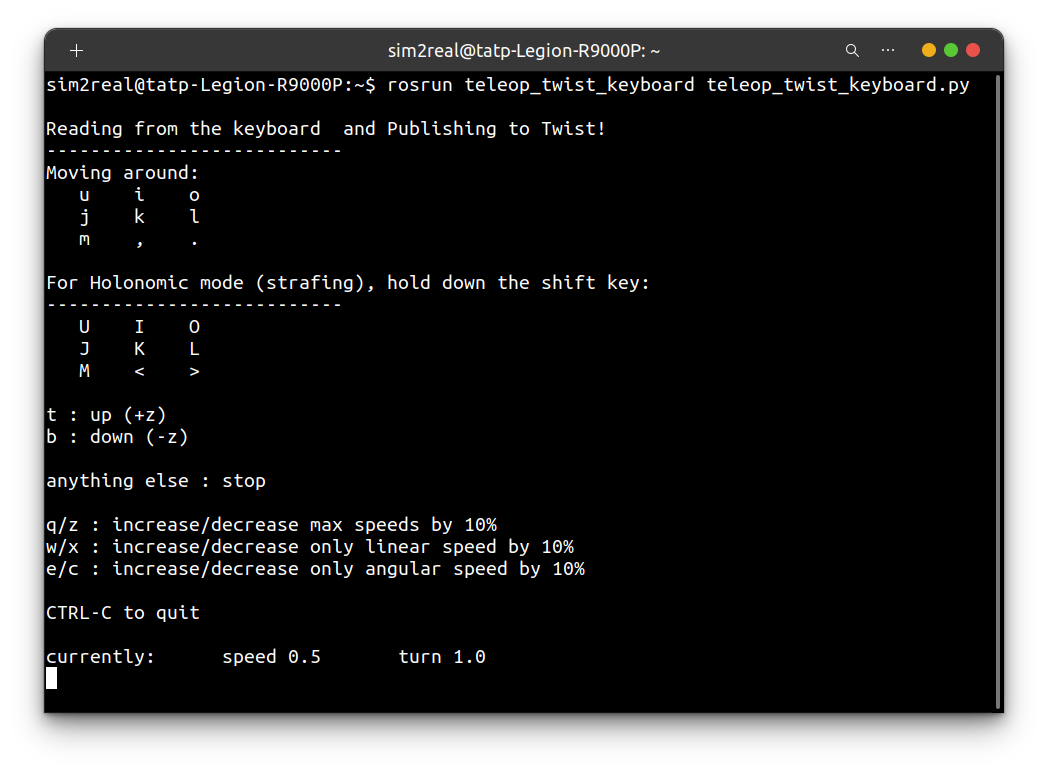 sim2real@tatp-Legion-R9000P: ~
sim2real@tatp-Legion-R9000P:~$ rosrun teleop_twist_keyboard teleop_twist_keyboard.py
Reading from the keyboard  and Publishing to Twist!
---------------------------
Moving around:
   u    i    o
   j    k    l
   m    ,    .
For Holonomic mode (strafing), hold down the shift key:
---------------------------
   U    I    O
   J    K    L
   M    <    >
t : up (+z)
b : down (-z)
anything else : stop
q/z : increase/decrease max speeds by 10%
w/x : increase/decrease only linear speed by 10%
e/c : increase/decrease only angular speed by 10%
CTRL-C to quit
currently:      speed 0.5       turn 1.0